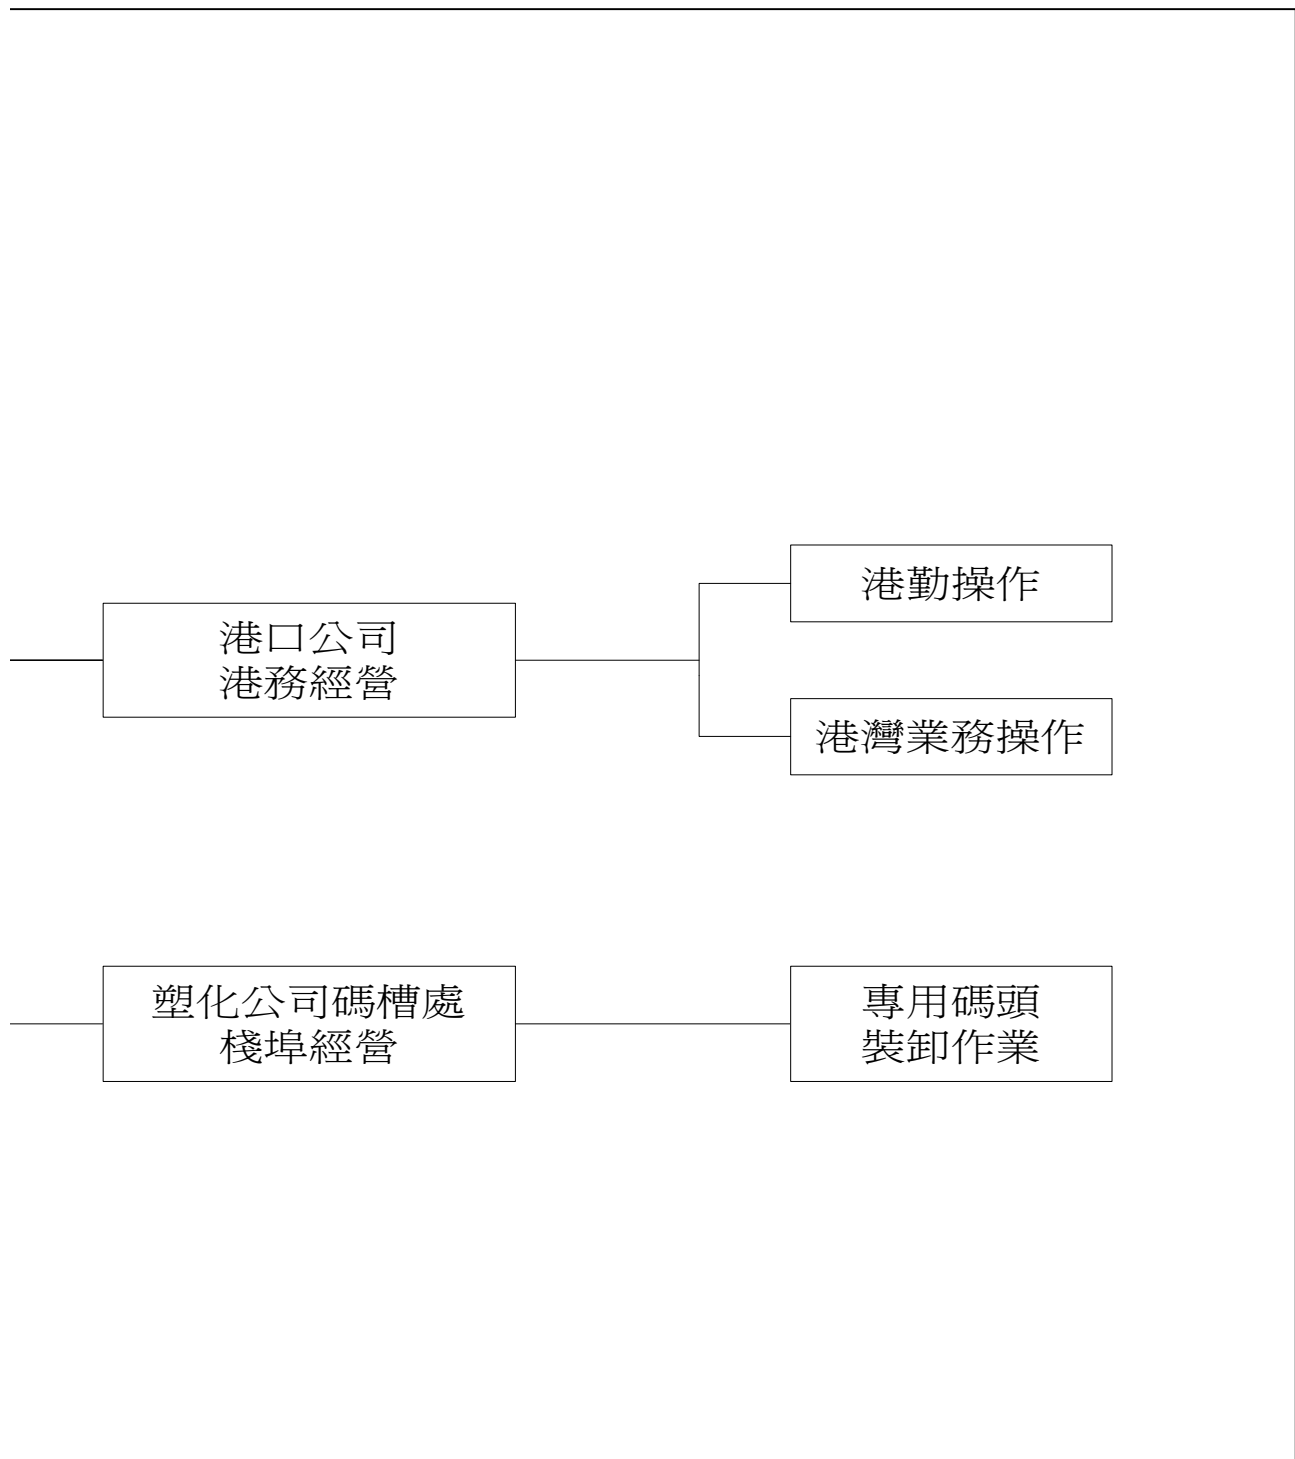 港勤操作
港口公司
港務經營
港灣業務操作
塑化公司碼槽處
棧埠經營
專用碼頭
裝卸作業